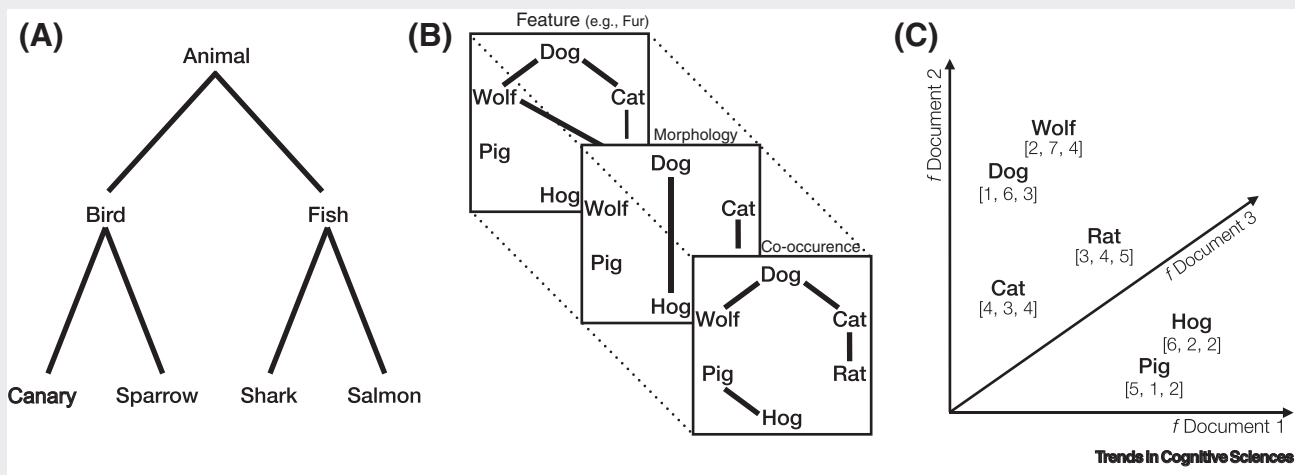 (A)
Animal
Bird
Fish
Canary
Sparrow
Shark
Salmon
(B)
Feature (e.g., Fur)
Dog
Wolf
Cat
Pig
Hog
Morphology
Dog
Wolf
Cat
Pig
Hog
Co-occurence
Dog
Wolf
Cat
Pig
Rat
Hog
(C)
f Document 2
Wolf
[2, 7, 4]
Dog
[1, 6, 3]
Rat
[3, 4, 5]
f Document 3
Cat
[4, 3, 4]
Hog
[6, 2, 2]
Pig
[5, 1, 2]
f Document 1
Trends in Cognitive Sciences